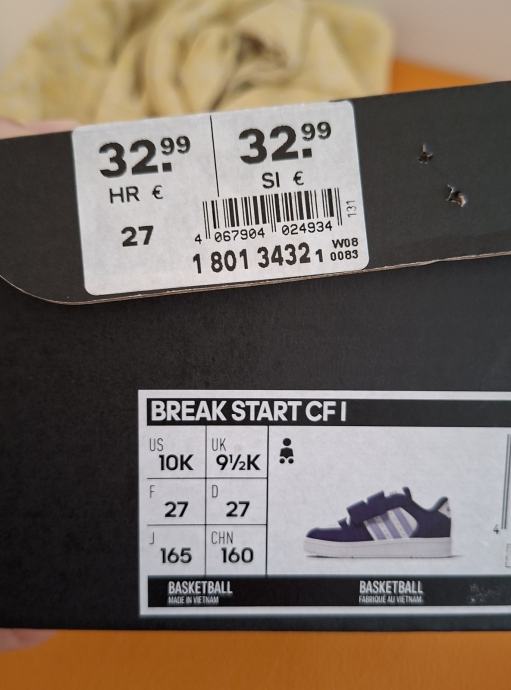 32.99 32.99
HR € SI €
27
131
4 067904 024934
1 801 3432 1 W08
0083
BREAK START CF I
US UK
10K 9½K
F D
27 27
J CHN
165 160
4
BASKETBALL BASKETBALL
MADE IN VIETNAM FABRIQUÉ AU VIETNAM